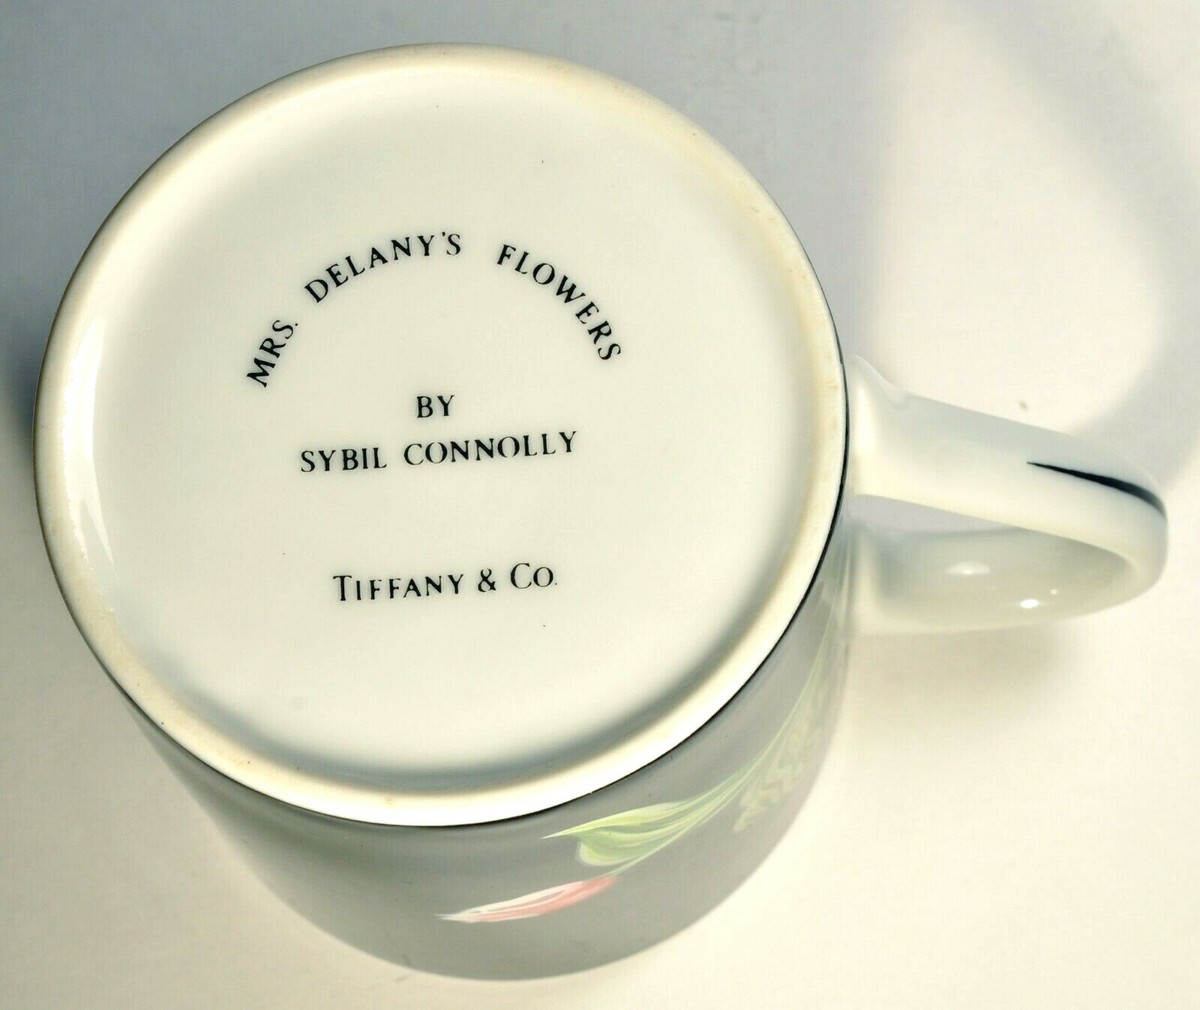 MRS. DELANY'S FLOWERS
BY
SYBIL CONNOLLY
TIFFANY & CO.